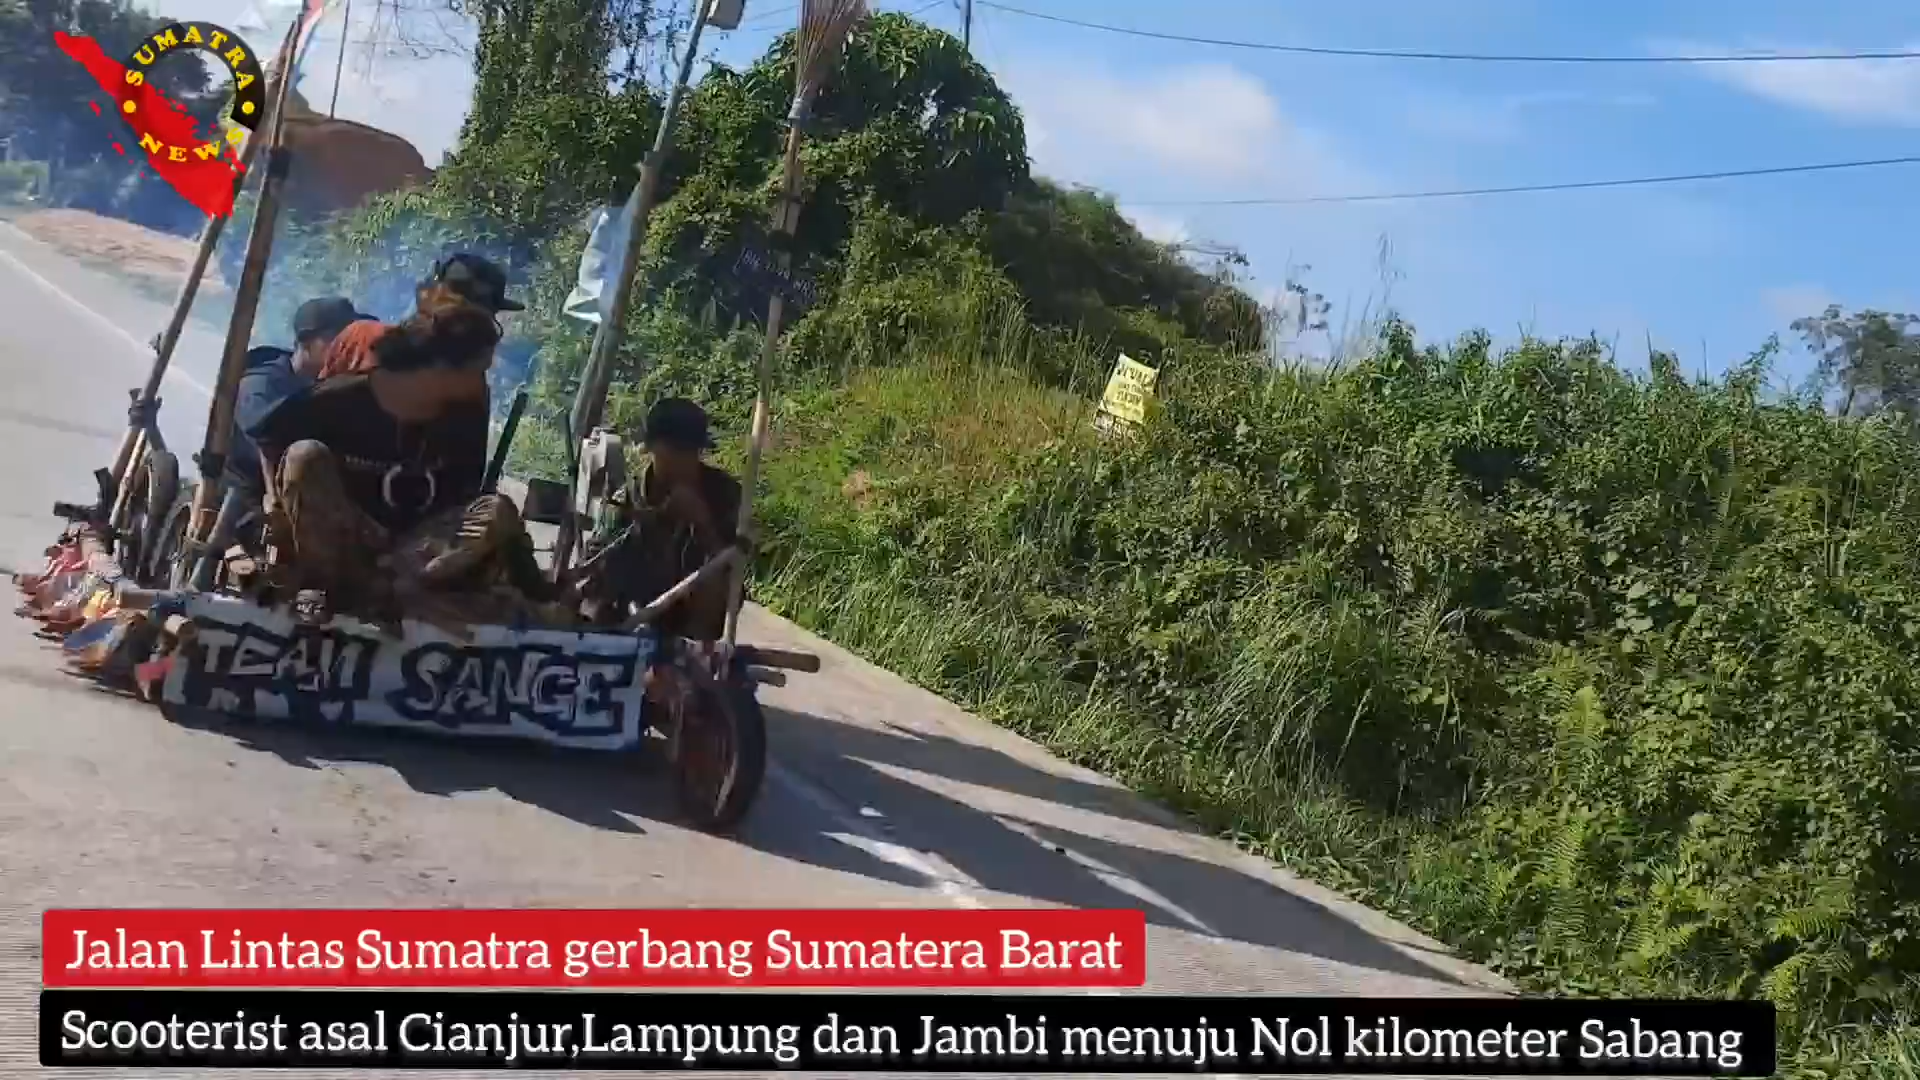 SUMATRA
NEWS
TEAM SANGE
Jalan Lintas Sumatra gerbang Sumatera Barat
Scooterist asal Cianjur,Lampung dan Jambi menuju Nol kilometer Sabang